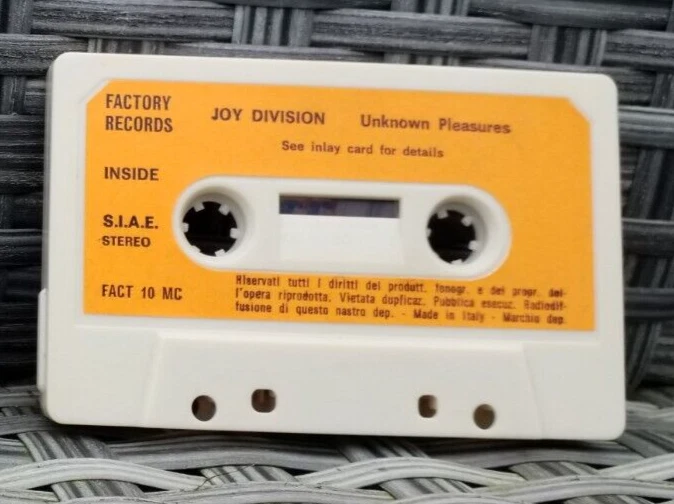 FACTORY RECORDS
JOY DIVISION Unknown Pleasures
See inlay card for details
INSIDE
S.I.A.E.
STEREO
FACT 10 MC
Riservati tutti i diritti del produtt. fonogr. e del propr. del-
l'opera riprodotta. Vietata duplicaz. Pubblica esecuz. Radiodif-
fusione di questo nastro dep. - Made in Italy - Marchio dep.